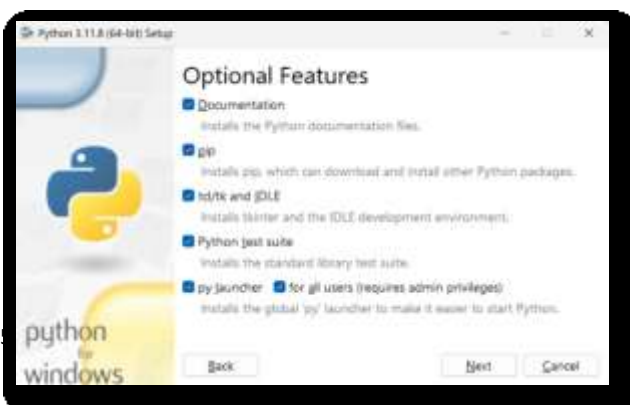 Python 3.11.8 (64-bit) Setup
Optional Features
Documentation
Installs the Python documentation files.
pip
Installs pip, which can download and install other Python packages.
tcl/tk and IDLE
Installs tkinter and the IDLE development environment.
Python test suite
Installs the standard library test suite.
py launcher for all users (requires admin privileges)
Installs the global 'py' launcher to make it easier to start Python.
python
for
windows
Back Next Cancel